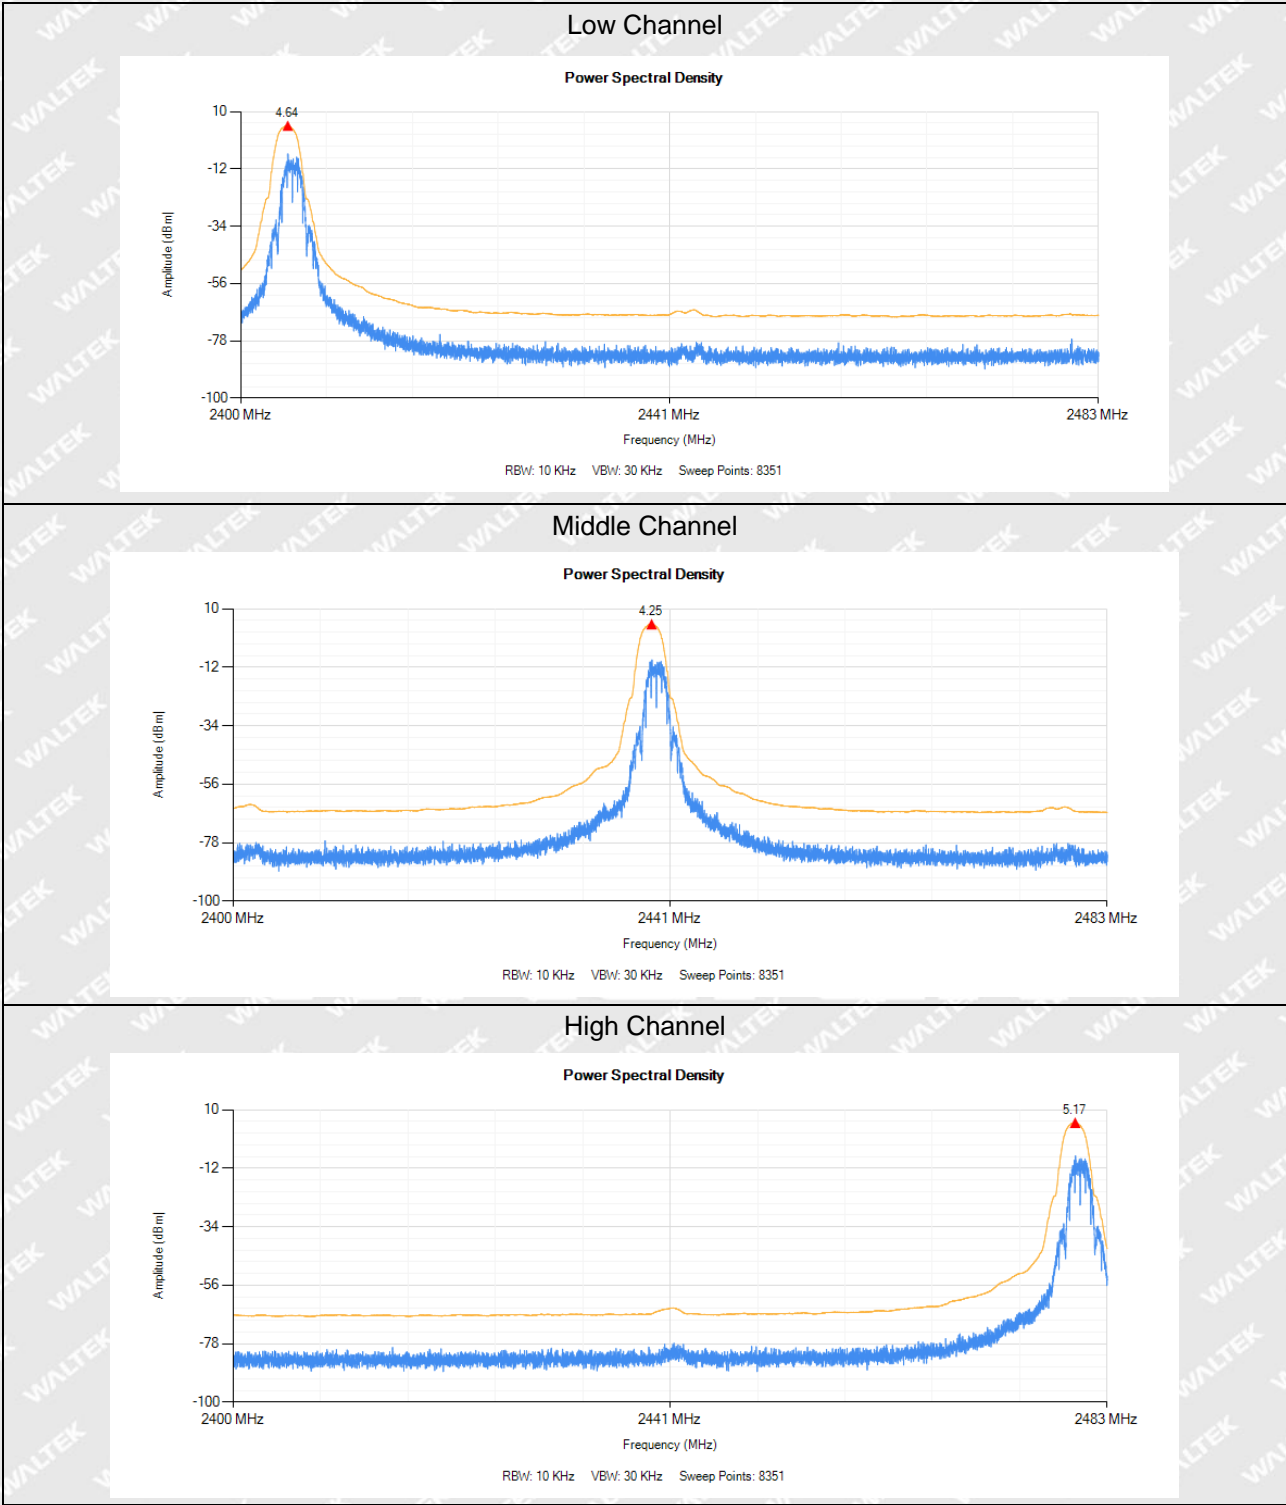 Low Channel
Power Spectral Density
4.64
10
-12
-34
-56
-78
-100
Amplitude [dBm]
2400 MHz 2441 MHz 2483 MHz
Frequency (MHz)
RBW: 10 KHz VBW: 30 KHz Sweep Points: 8351
Middle Channel
Power Spectral Density
4.25
10
-12
-34
-56
-78
-100
Amplitude [dBm]
2400 MHz 2441 MHz 2483 MHz
Frequency (MHz)
RBW: 10 KHz VBW: 30 KHz Sweep Points: 8351
High Channel
Power Spectral Density
5.17
10
-12
-34
-56
-78
-100
Amplitude [dBm]
2400 MHz 2441 MHz 2483 MHz
Frequency (MHz)
RBW: 10 KHz VBW: 30 KHz Sweep Points: 8351
WALTEK